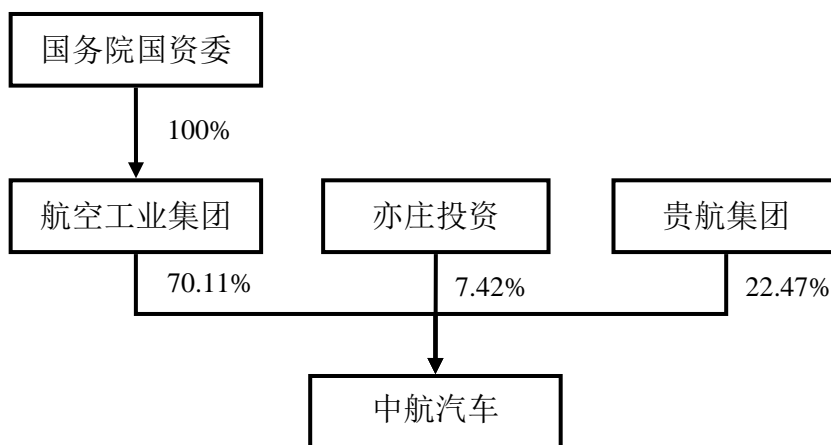 国务院国资委
100%
航空工业集团
亦庄投资
贵航集团
70.11%
7.42%
22.47%
中航汽车